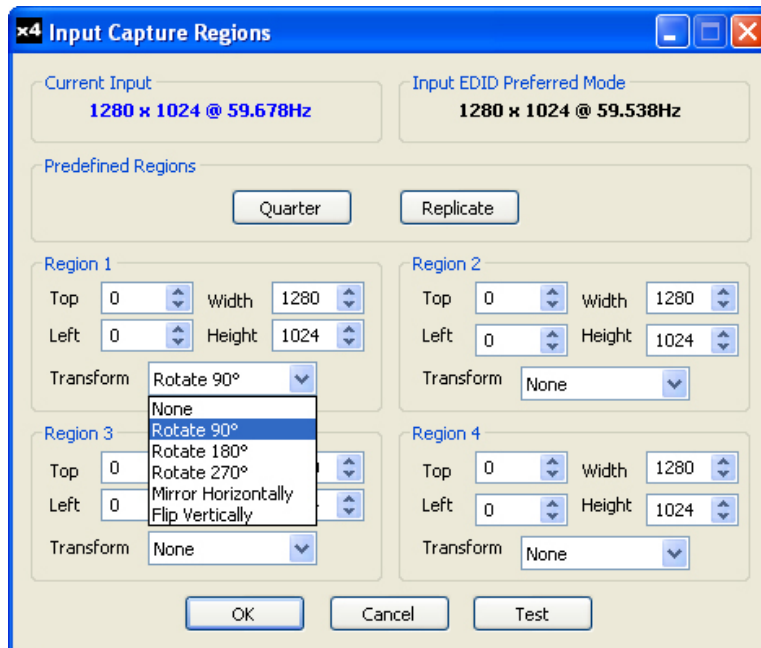 x4 Input Capture Regions
Current Input
1280 x 1024 @ 59.678Hz
Input EDID Preferred Mode
1280 x 1024 @ 59.538Hz
Predefined Regions
Quarter
Replicate
Region 1
Top 0 Width 1280
Left 0 Height 1024
Transform Rotate 90°
None
Rotate 90°
Rotate 180°
Rotate 270°
Mirror Horizontally
Flip Vertically
Region 2
Top 0 Width 1280
Left 0 Height 1024
Transform None
Region 3
Top 0
Left 0
Transform None
Region 4
Top 0 Width 1280
Left 0 Height 1024
Transform None
OK Cancel Test